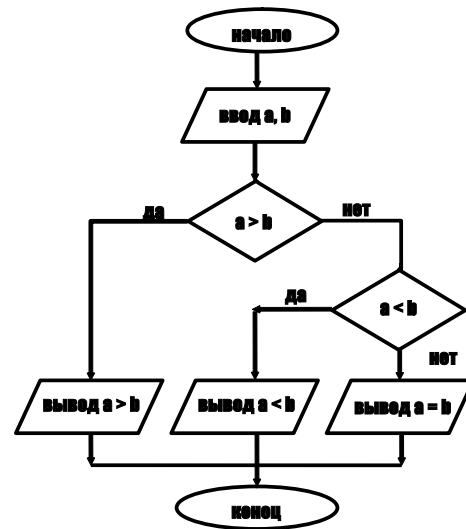 начало
ввод a, b
да
нет
a > b
да
a < b
нет
вывод a > b
вывод a < b
вывод a = b
конец